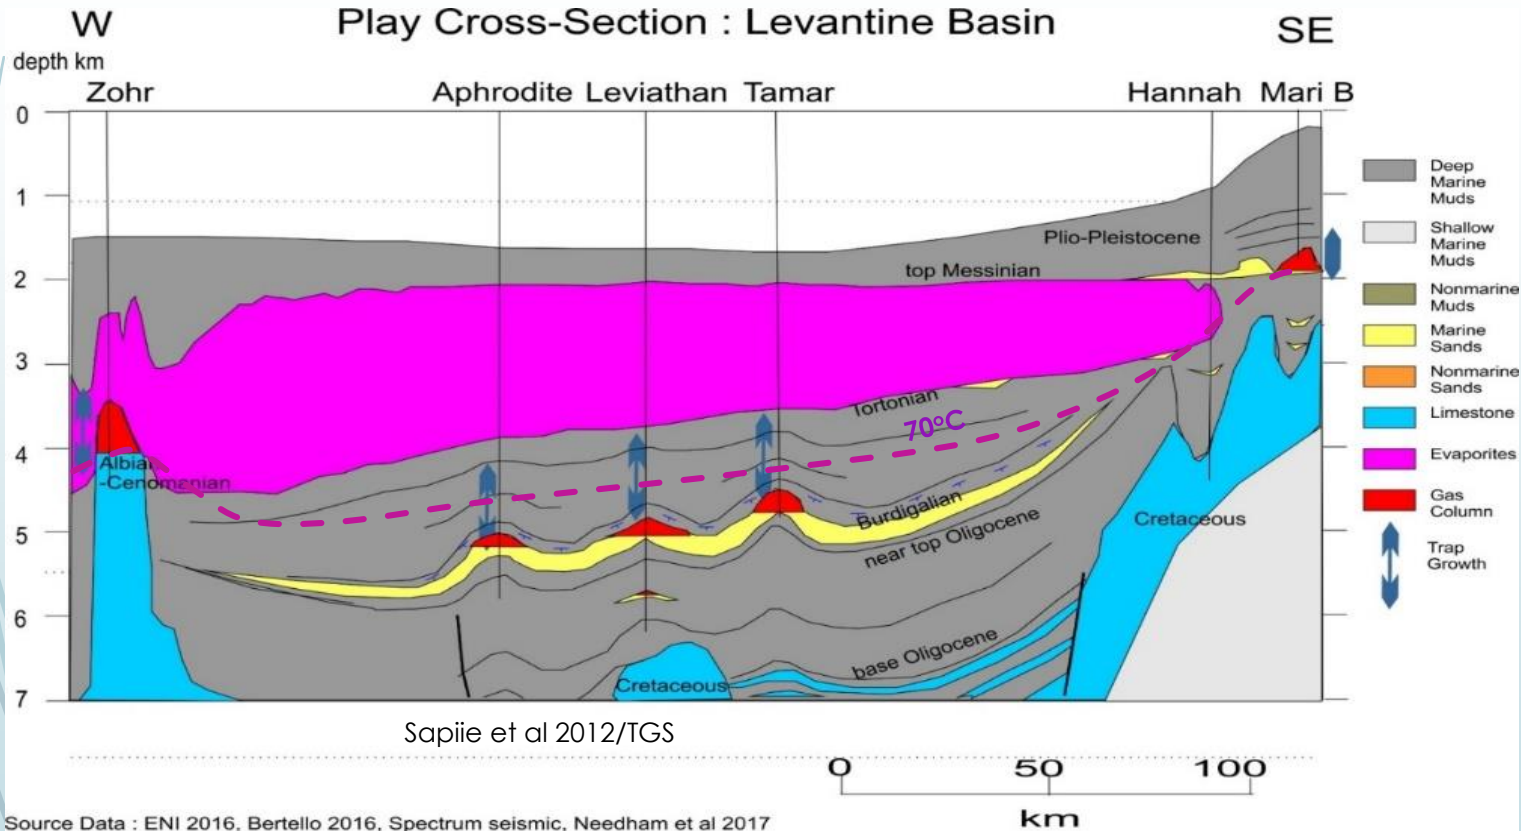 W
Play Cross-Section : Levantine Basin
SE
depth km
Zohr
Aphrodite
Leviathan
Tamar
Hannah
Mari B
0
1
2
3
4
5
6
7
Plio-Pleistocene
top Messinian
Tortonian
70°C
Albian
-Cenomanian
Burdigalian
near top Oligocene
Cretaceous
base Oligocene
Cretaceous
Deep
Marine
Muds
Shallow
Marine
Muds
Nonmarine
Muds
Marine
Sands
Nonmarine
Sands
Limestone
Evaporites
Gas
Column
Trap
Growth
Sapiie et al 2012/TGS
0
50
100
km
Source Data : ENI 2016, Bertello 2016, Spectrum seismic, Needham et al 2017